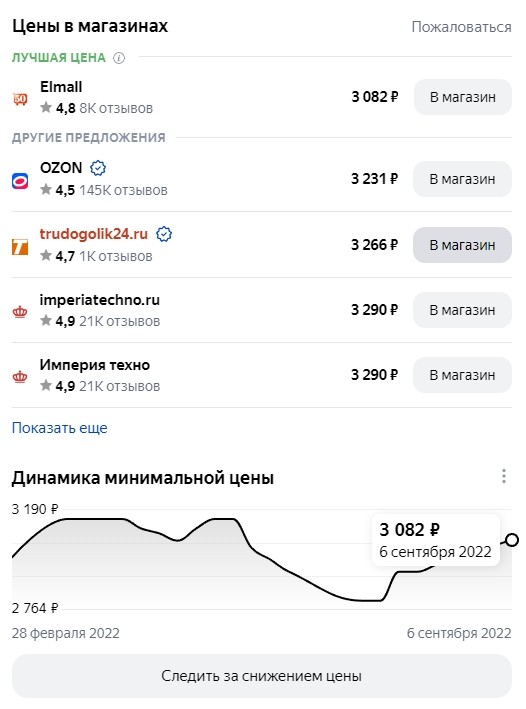 Цены в магазинах
Пожаловаться
ЛУЧШАЯ ЦЕНА
Elmall
4,8 8K отзывов
3 082 ₽
В магазин
ДРУГИЕ ПРЕДЛОЖЕНИЯ
OZON
4,5 145K отзывов
3 231 ₽
В магазин
trudogolik24.ru
4,7 1K отзывов
3 266 ₽
В магазин
imperiatechno.ru
4,9 21K отзывов
3 290 ₽
В магазин
Империя техно
4,9 21K отзывов
3 290 ₽
В магазин
Показать еще
Динамика минимальной цены
3 190 ₽
3 082 ₽
6 сентября 2022
2 764 ₽
28 февраля 2022
6 сентября 2022
Следить за снижением цены